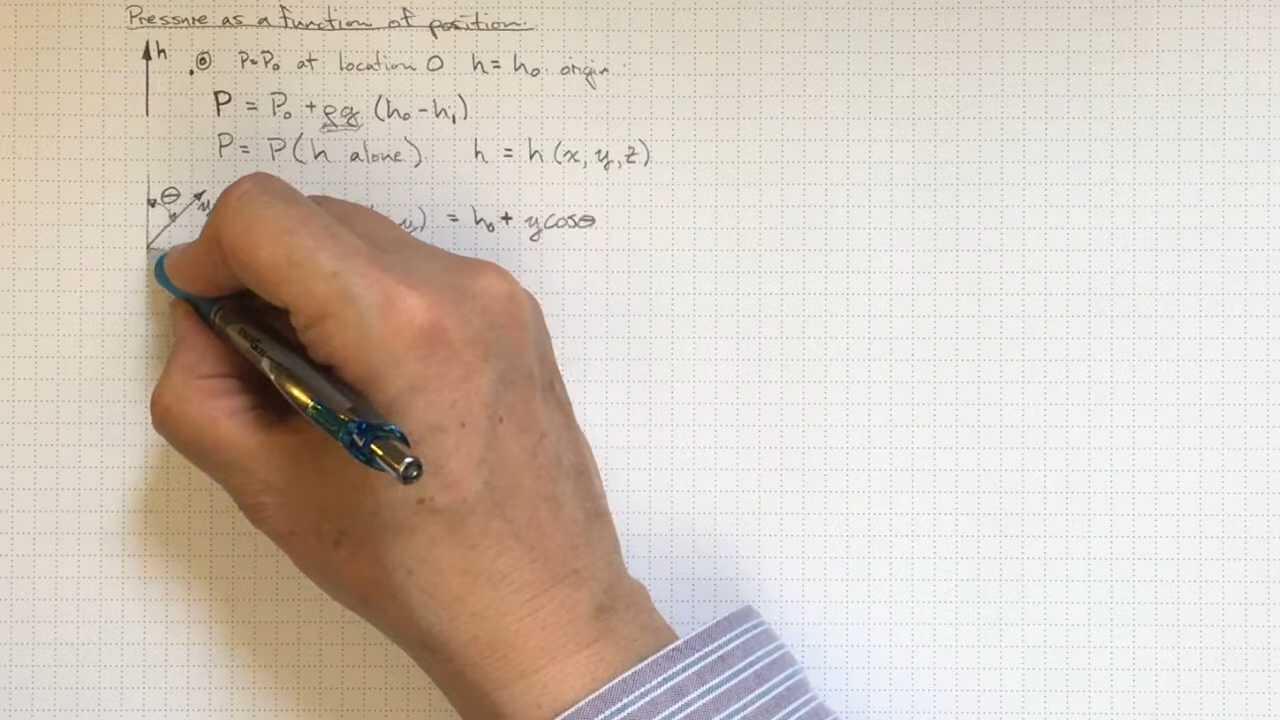 Pressure as a function of position
h
P=P₀ at location O h = h₀ origin
P = P₀ + ρg (h₀ - h₁)
P = P(h alone) h = h(x, y, z)
θ
y) = h₀ + y cosθ